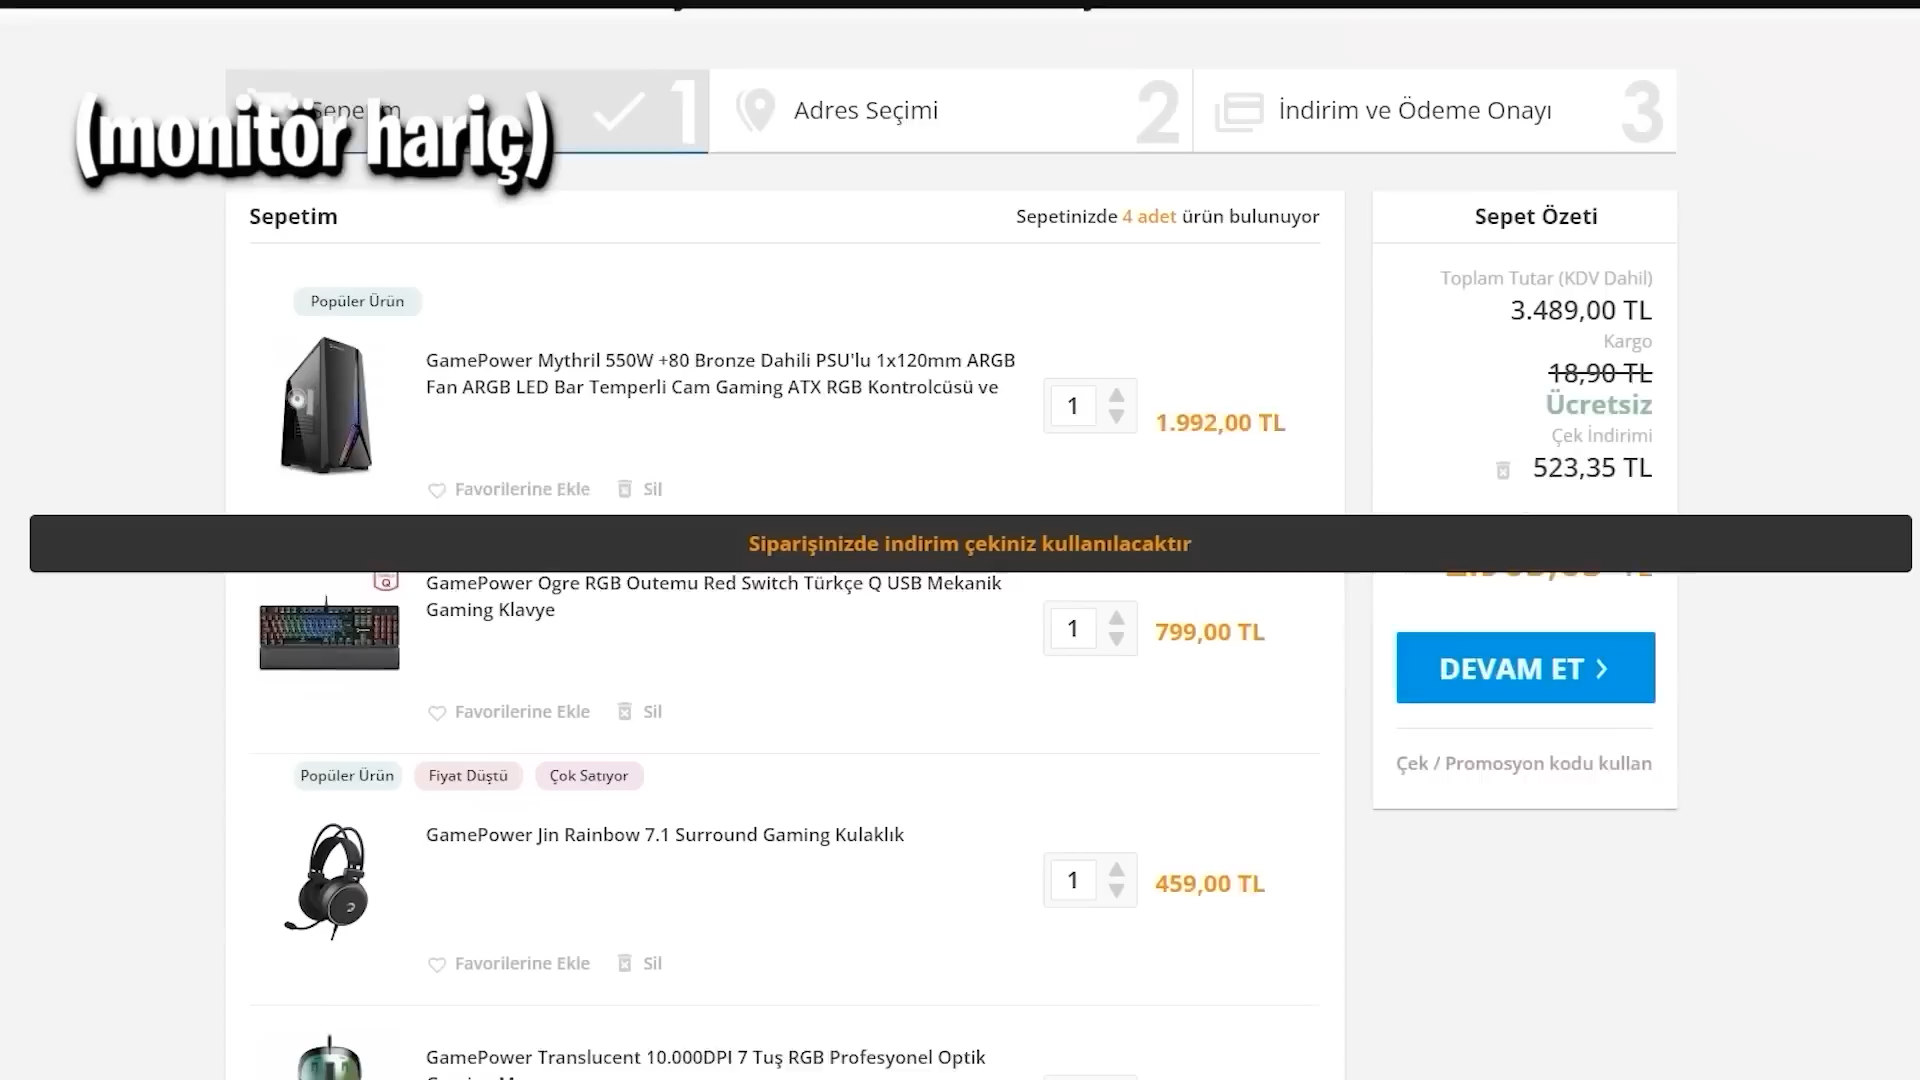 Sepetim
1
Adres Seçimi
2
İndirim ve Ödeme Onayı
3
(monitör hariç)
Sepetim
Sepetinizde 4 adet ürün bulunuyor
Popüler Ürün
GamePower Mythril 550W +80 Bronze Dahili PSU'lu 1x120mm ARGB
Fan ARGB LED Bar Temperli Cam Gaming ATX RGB Kontrolcüsü ve
1
1.992,00 TL
Favorilerine Ekle
Sil
Siparişinizde indirim çekiniz kullanılacaktır
Q
GamePower Ogre RGB Outemu Red Switch Türkçe Q USB Mekanik
Gaming Klavye
1
799,00 TL
Favorilerine Ekle
Sil
Popüler Ürün
Fiyat Düştü
Çok Satıyor
GamePower Jin Rainbow 7.1 Surround Gaming Kulaklık
1
459,00 TL
Favorilerine Ekle
Sil
GamePower Translucent 10.000DPI 7 Tuş RGB Profesyonel Optik
Sepet Özeti
Toplam Tutar (KDV Dahil)
3.489,00 TL
Kargo
18,90 TL
Ücretsiz
Çek İndirimi
523,35 TL
DEVAM ET
Çek / Promosyon kodu kullan